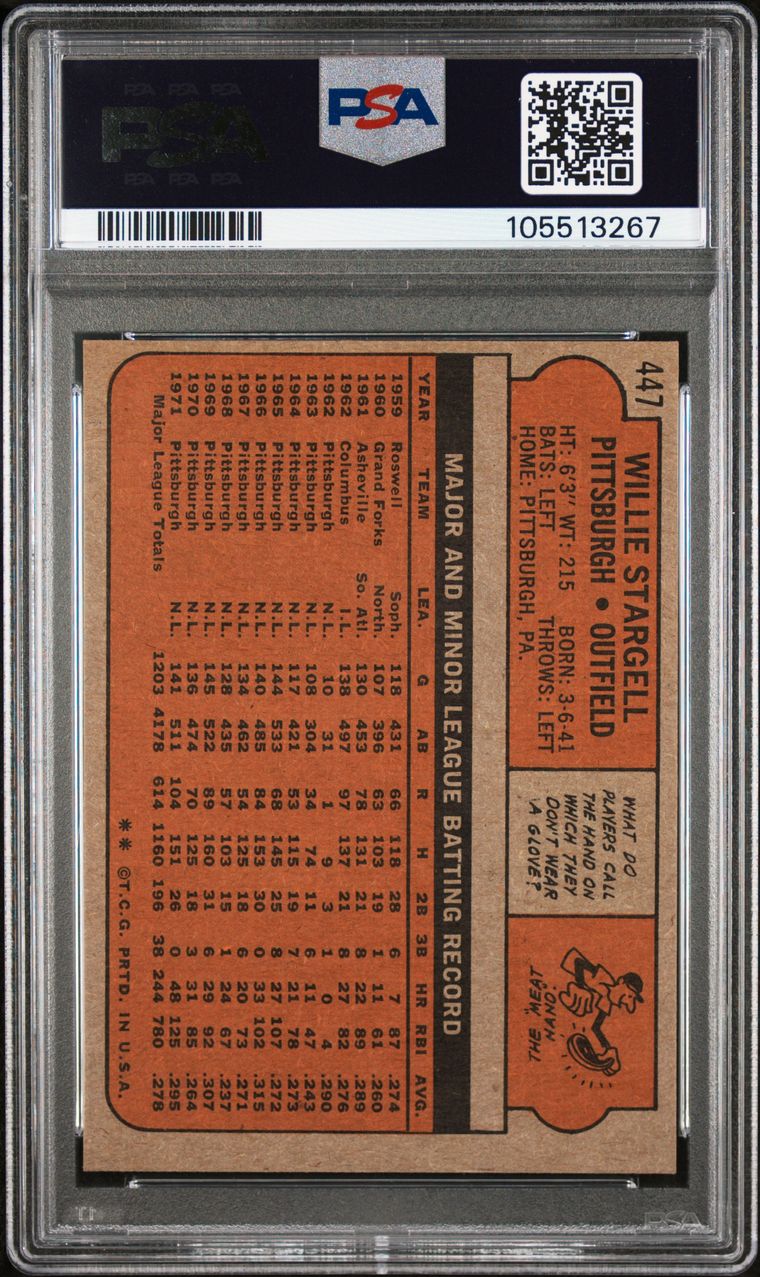 PSA PSA PSA
PSA
PSA PSA PSA
PSA
105513267
447
WILLIE STARGELL
PITTSBURGH • OUTFIELD
HT: 6'3" WT: 215 BORN: 3-6-41
BATS: LEFT THROWS: LEFT
HOME: PITTSBURGH, PA.
WHAT DO
PLAYERS CALL
THE HAND ON
WHICH THEY
DON'T WEAR
A GLOVE?
THE "MEAT"
HAND.
MAJOR AND MINOR LEAGUE BATTING RECORD
YEAR TEAM LEA. G AB R H 2B 3B HR RBI AVG.
1959 Roswell Soph. 118 431 66 118 28 6 7 87 .274
1960 Grand Forks North. 107 396 63 103 19 1 11 61 .260
1961 Asheville So. Atl. 130 453 78 131 21 8 22 89 .289
1962 Columbus I.L. 138 497 97 137 21 8 27 82 .276
1962 Pittsburgh N.L. 10 31 1 9 3 1 0 4 .290
1963 Pittsburgh N.L. 108 304 34 74 11 6 11 47 .243
1964 Pittsburgh N.L. 117 421 53 115 19 7 21 78 .273
1965 Pittsburgh N.L. 144 533 68 145 25 8 27 107 .272
1966 Pittsburgh N.L. 140 485 84 153 30 0 33 102 .315
1967 Pittsburgh N.L. 134 462 54 125 18 6 20 73 .271
1968 Pittsburgh N.L. 128 435 57 103 15 1 24 67 .237
1969 Pittsburgh N.L. 145 522 89 160 31 6 29 92 .307
1970 Pittsburgh N.L. 136 474 70 125 18 3 31 85 .264
1971 Pittsburgh N.L. 141 511 104 151 26 0 48 125 .295
Major League Totals 1203 4178 614 1160 196 38 244 780 .278
** ©T.C.G. PRTD. IN U.S.A.
PSA